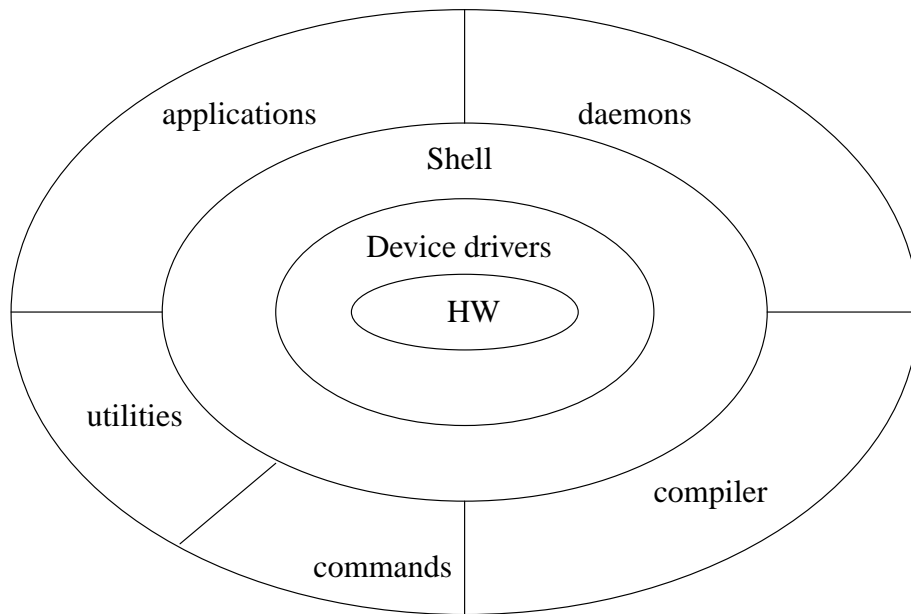 applications
daemons
Shell
Device drivers
HW
utilities
compiler
commands